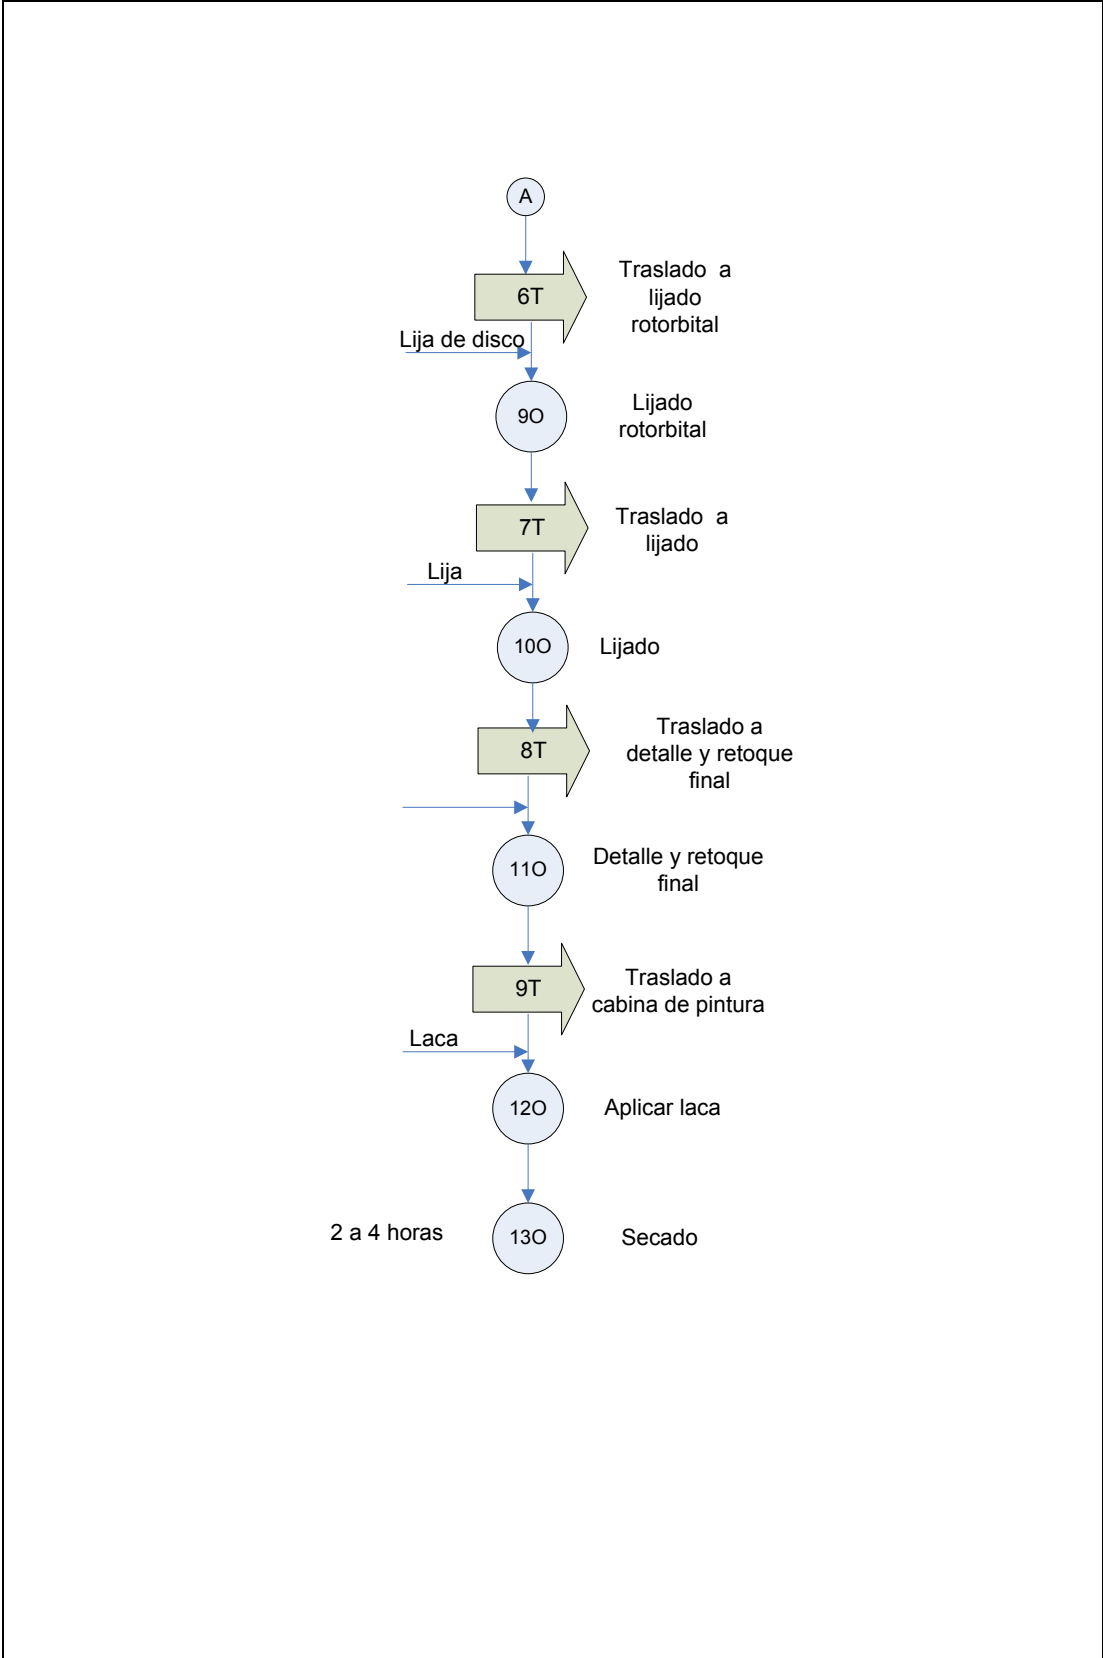 A
6T
Traslado a
lijado
rotorbital
Lija de disco
9O
Lijado
rotorbital
7T
Traslado a
lijado
Lija
10O
Lijado
8T
Traslado a
detalle y retoque
final
11O
Detalle y retoque
final
9T
Traslado a
cabina de pintura
Laca
12O
Aplicar laca
2 a 4 horas
13O
Secado